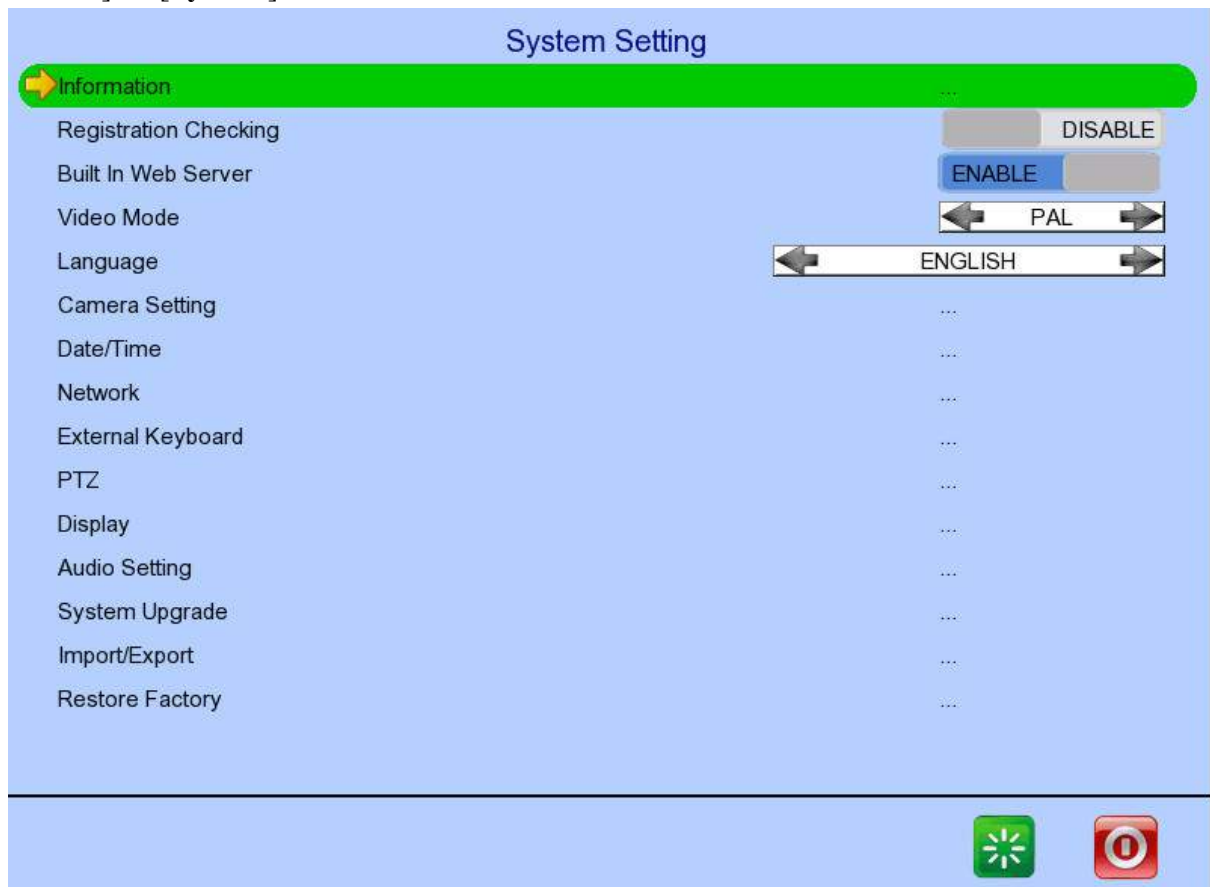 System Setting
Information ...
Registration Checking DISABLE
Built In Web Server ENABLE
Video Mode PAL
Language ENGLISH
Camera Setting ...
Date/Time ...
Network ...
External Keyboard ...
PTZ ...
Display ...
Audio Setting ...
System Upgrade ...
Import/Export ...
Restore Factory ...